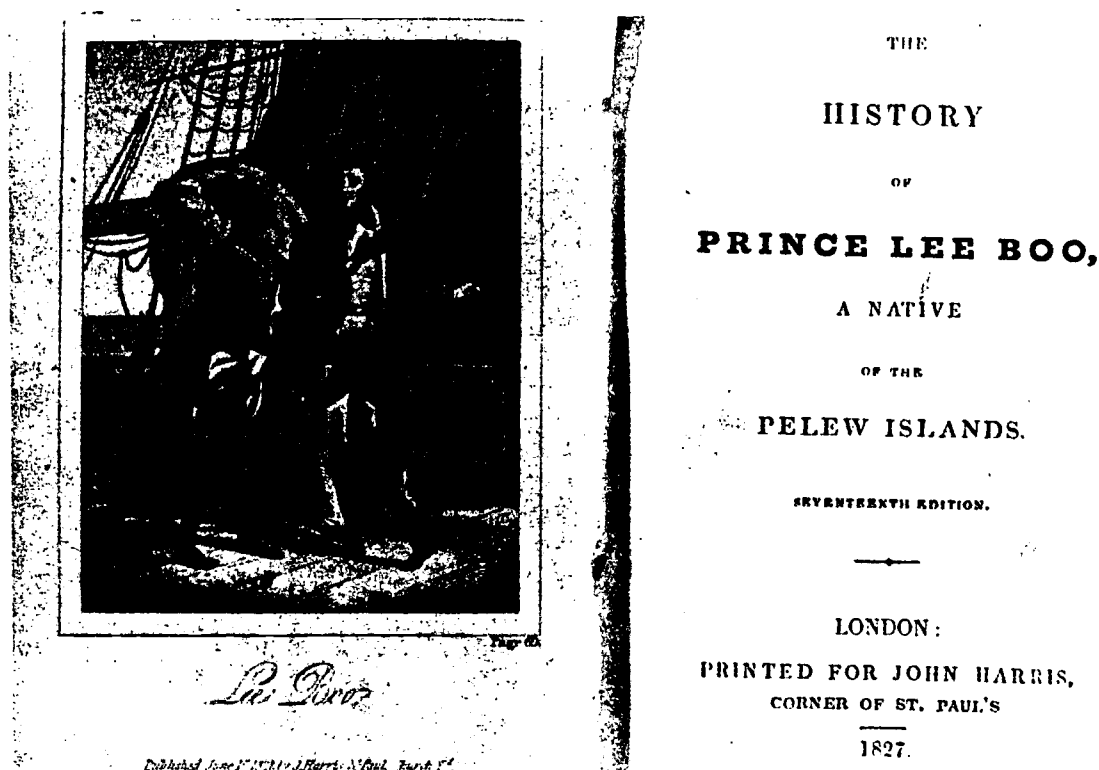 Lee Boo.
THE
HISTORY
OF
PRINCE LEE BOO,
A NATIVE
OF THE
PELEW ISLANDS.
SEVENTEENTH EDITION.
LONDON:
PRINTED FOR JOHN HARRIS,
CORNER OF ST. PAUL'S
1827.